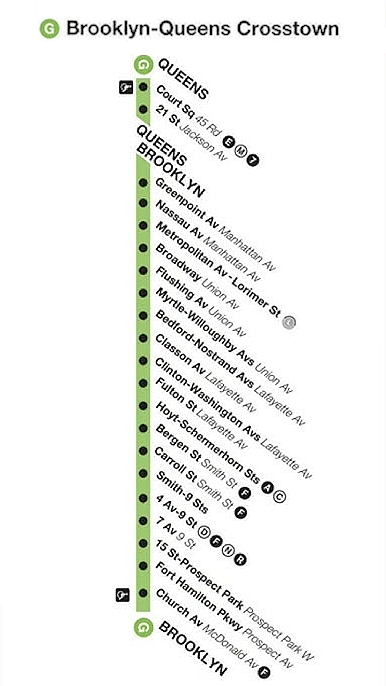 G Brooklyn-Queens Crosstown
G QUEENS
Court Sq 45 Rd E M 7
21 St Jackson Av
QUEENS
BROOKLYN
Greenpoint Av Manhattan Av
Nassau Av Manhattan Av
Metropolitan Av - Lorimer St L
Broadway Union Av
Flushing Av Union Av
Myrtle-Willoughby Avs Union Av
Bedford-Nostrand Avs Lafayette Av
Classon Av Lafayette Av
Clinton-Washington Avs Lafayette Av
Fulton St Lafayette Av
Hoyt-Schermerhorn Sts A C
Bergen St Smith St F
Carroll St Smith St F
Smith-9 Sts
4 Av-9 St D F N R
7 Av 9 St
15 St-Prospect Park Prospect Park W
Fort Hamilton Pkwy Prospect Av
Church Av McDonald Av F
G BROOKLYN